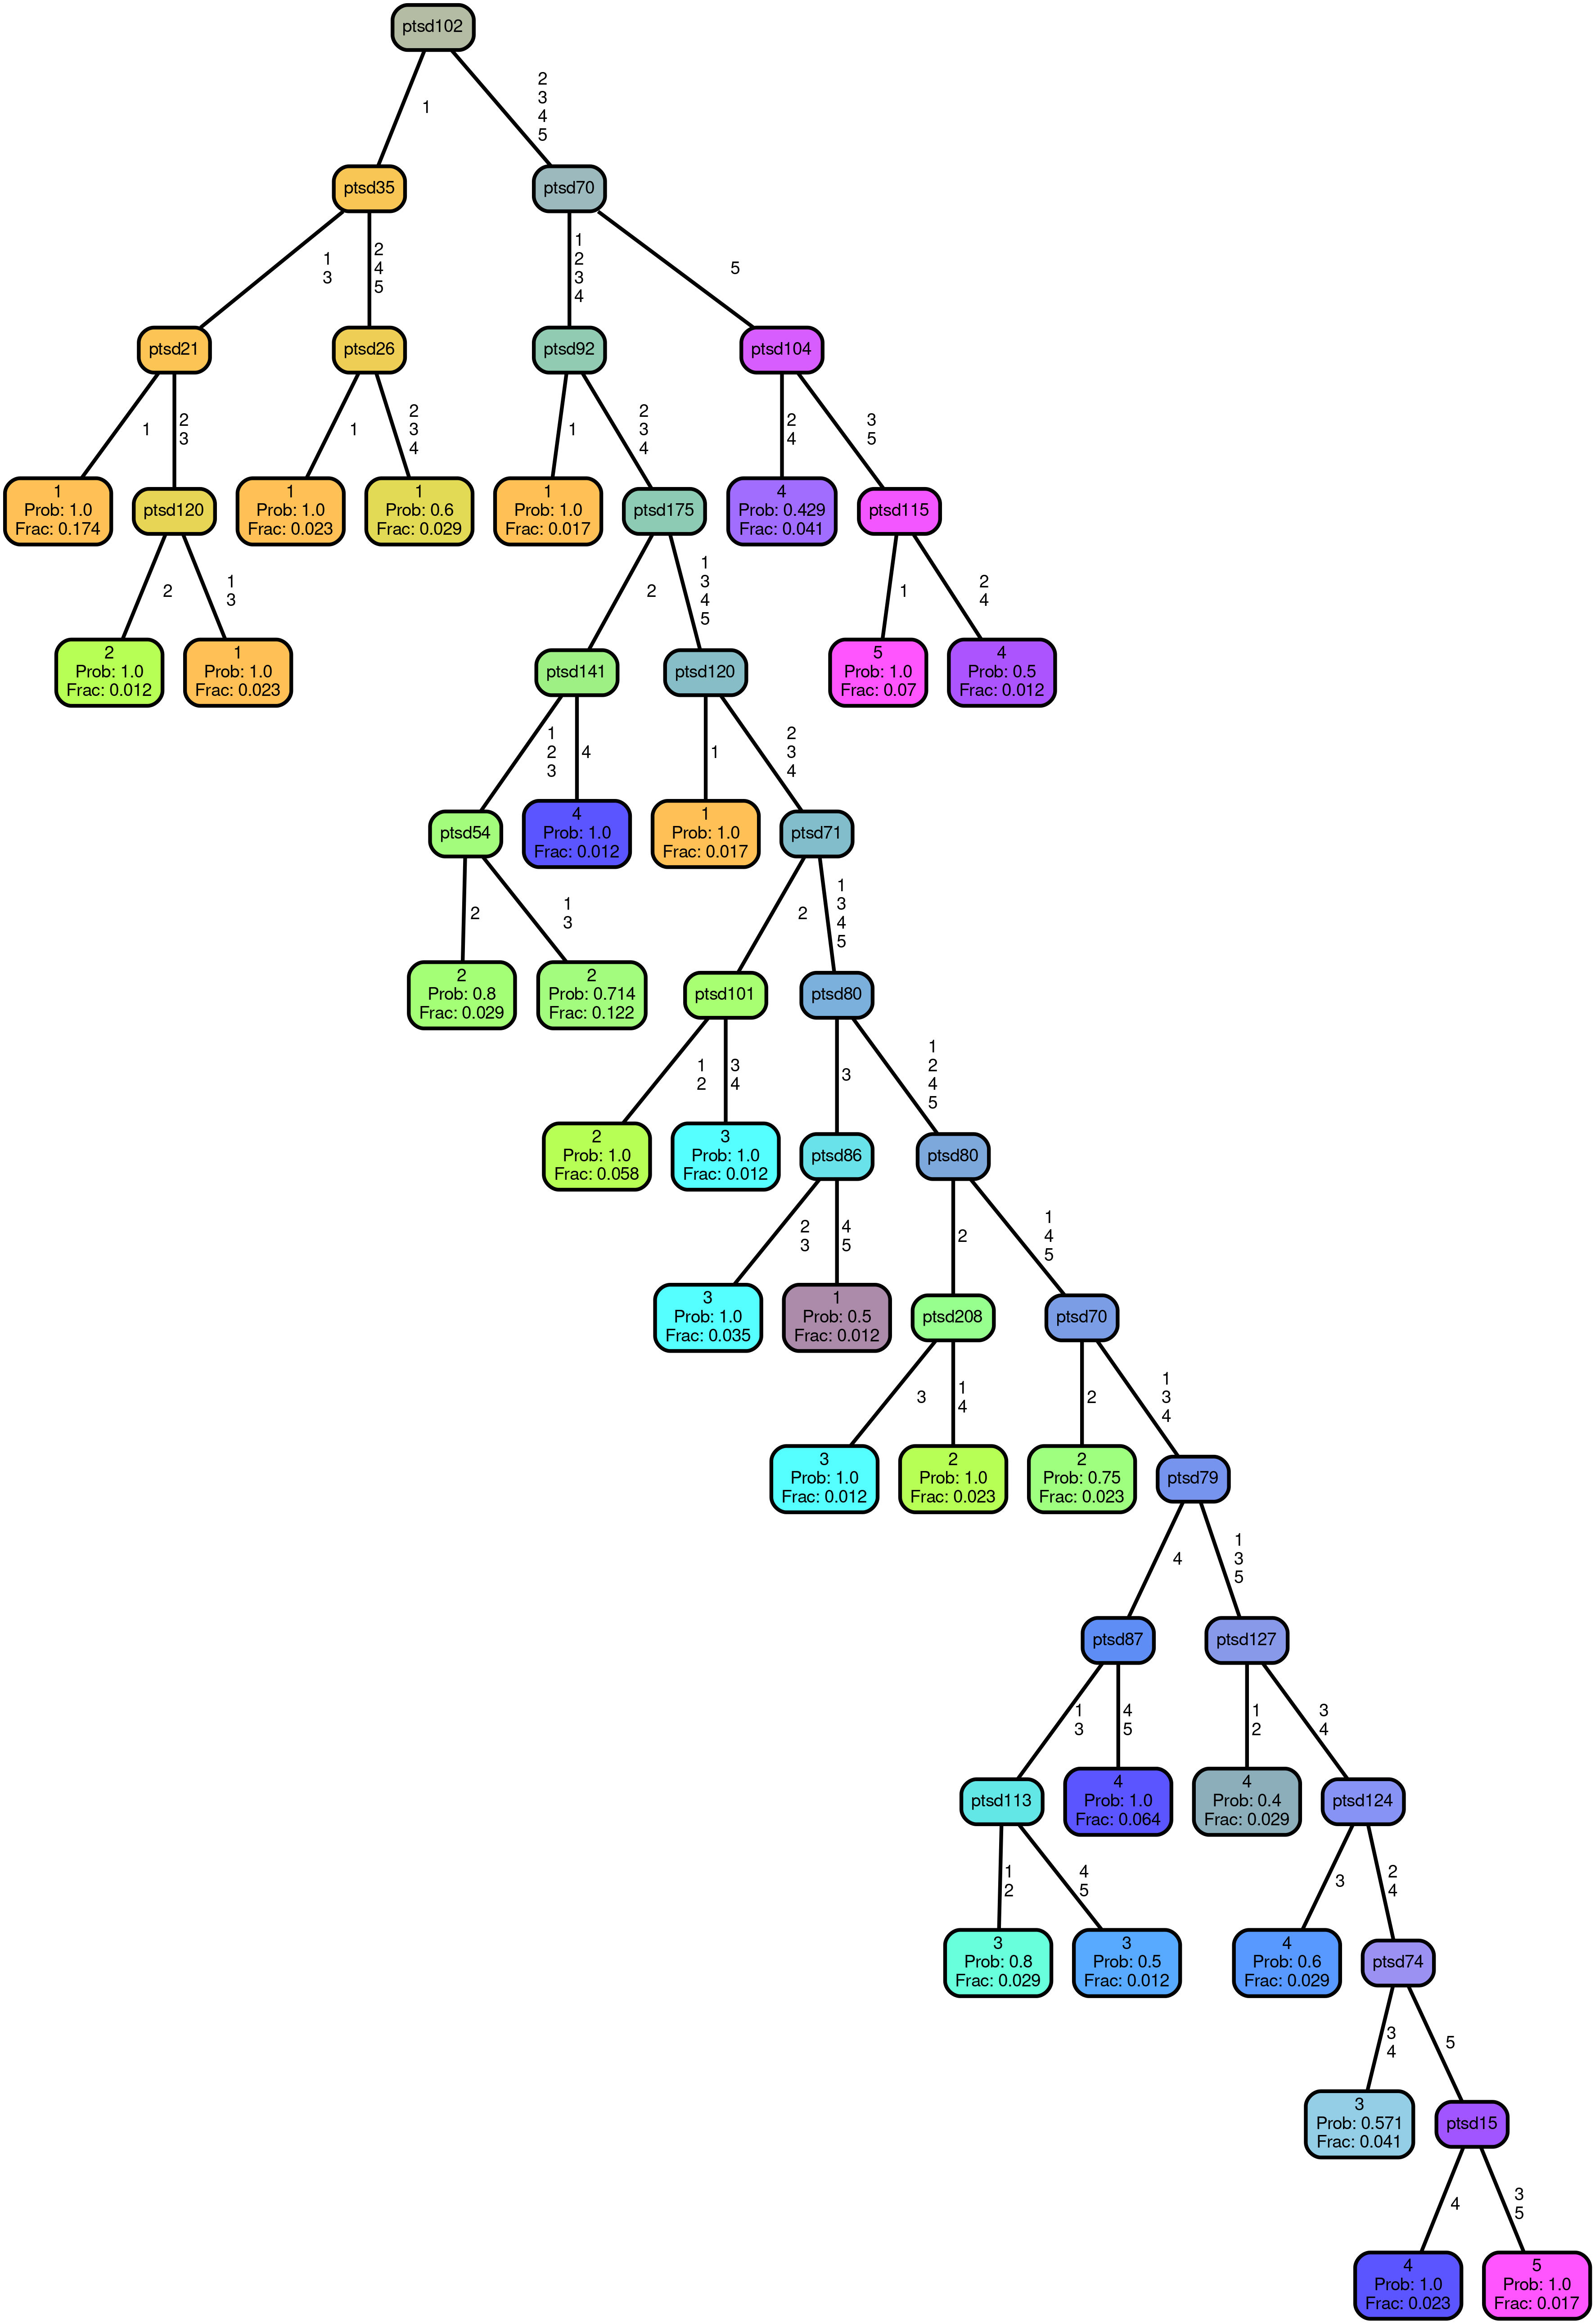 ptsd102
1
2
3
4
5
ptsd35
ptsd70
1
3
2
4
5
1
2
3
4
5
ptsd21
ptsd26
ptsd92
ptsd104
1
2
3
1
2
3
4
1
2
3
4
2
4
3
5
1
Prob: 1.0
Frac: 0.174
ptsd120
1
Prob: 1.0
Frac: 0.023
1
Prob: 0.6
Frac: 0.029
1
Prob: 1.0
Frac: 0.017
ptsd175
4
Prob: 0.429
Frac: 0.041
ptsd115
2
1
3
2
1
3
4
5
1
2
4
2
Prob: 1.0
Frac: 0.012
1
Prob: 1.0
Frac: 0.023
ptsd141
ptsd120
5
Prob: 1.0
Frac: 0.07
4
Prob: 0.5
Frac: 0.012
1
2
3
4
1
2
3
4
ptsd54
4
Prob: 1.0
Frac: 0.012
1
Prob: 1.0
Frac: 0.017
ptsd71
2
1
3
2
1
3
4
5
2
Prob: 0.8
Frac: 0.029
2
Prob: 0.714
Frac: 0.122
ptsd101
ptsd80
1
2
3
4
3
1
2
4
5
2
Prob: 1.0
Frac: 0.058
3
Prob: 1.0
Frac: 0.012
ptsd86
ptsd80
2
3
4
5
2
1
4
5
3
Prob: 1.0
Frac: 0.035
1
Prob: 0.5
Frac: 0.012
ptsd208
ptsd70
3
1
4
2
1
3
4
3
Prob: 1.0
Frac: 0.012
2
Prob: 1.0
Frac: 0.023
2
Prob: 0.75
Frac: 0.023
ptsd79
4
1
3
5
ptsd87
ptsd127
1
3
4
5
1
2
3
4
ptsd113
4
Prob: 1.0
Frac: 0.064
4
Prob: 0.4
Frac: 0.029
ptsd124
1
2
4
5
3
2
4
3
Prob: 0.8
Frac: 0.029
3
Prob: 0.5
Frac: 0.012
4
Prob: 0.6
Frac: 0.029
ptsd74
3
4
5
3
Prob: 0.571
Frac: 0.041
ptsd15
4
3
5
4
Prob: 1.0
Frac: 0.023
5
Prob: 1.0
Frac: 0.017